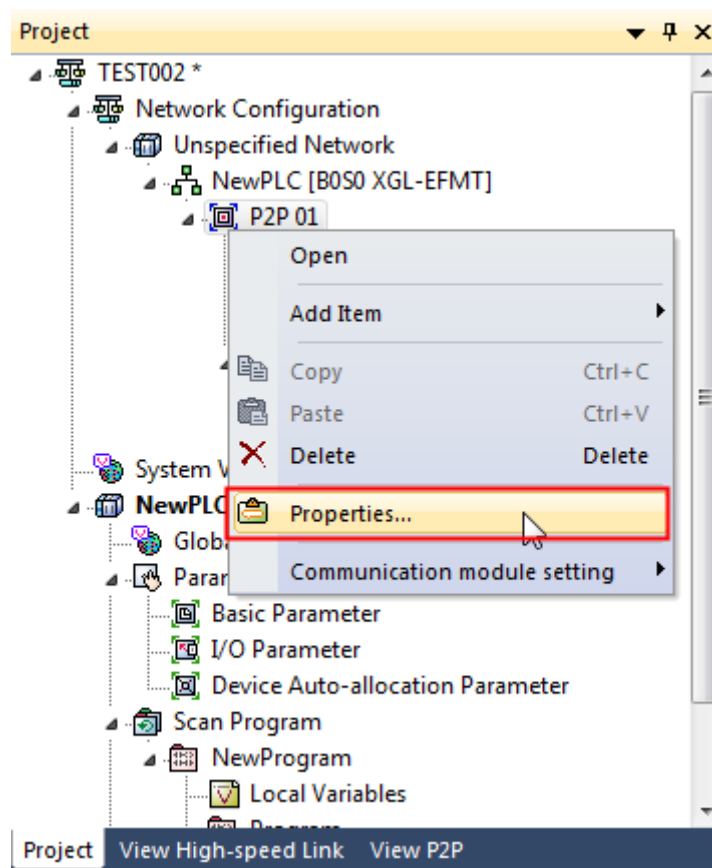 Project
TEST002 *
Network Configuration
Unspecified Network
NewPLC [B0S0 XGL-EFMT]
P2P 01
Open
Add Item
Copy Ctrl+C
Paste Ctrl+V
Delete Delete
System V
Properties...
NewPLC
Globa
Communication module setting
Param
Basic Parameter
I/O Parameter
Device Auto-allocation Parameter
Scan Program
NewProgram
Local Variables
Program
Project View High-speed Link View P2P